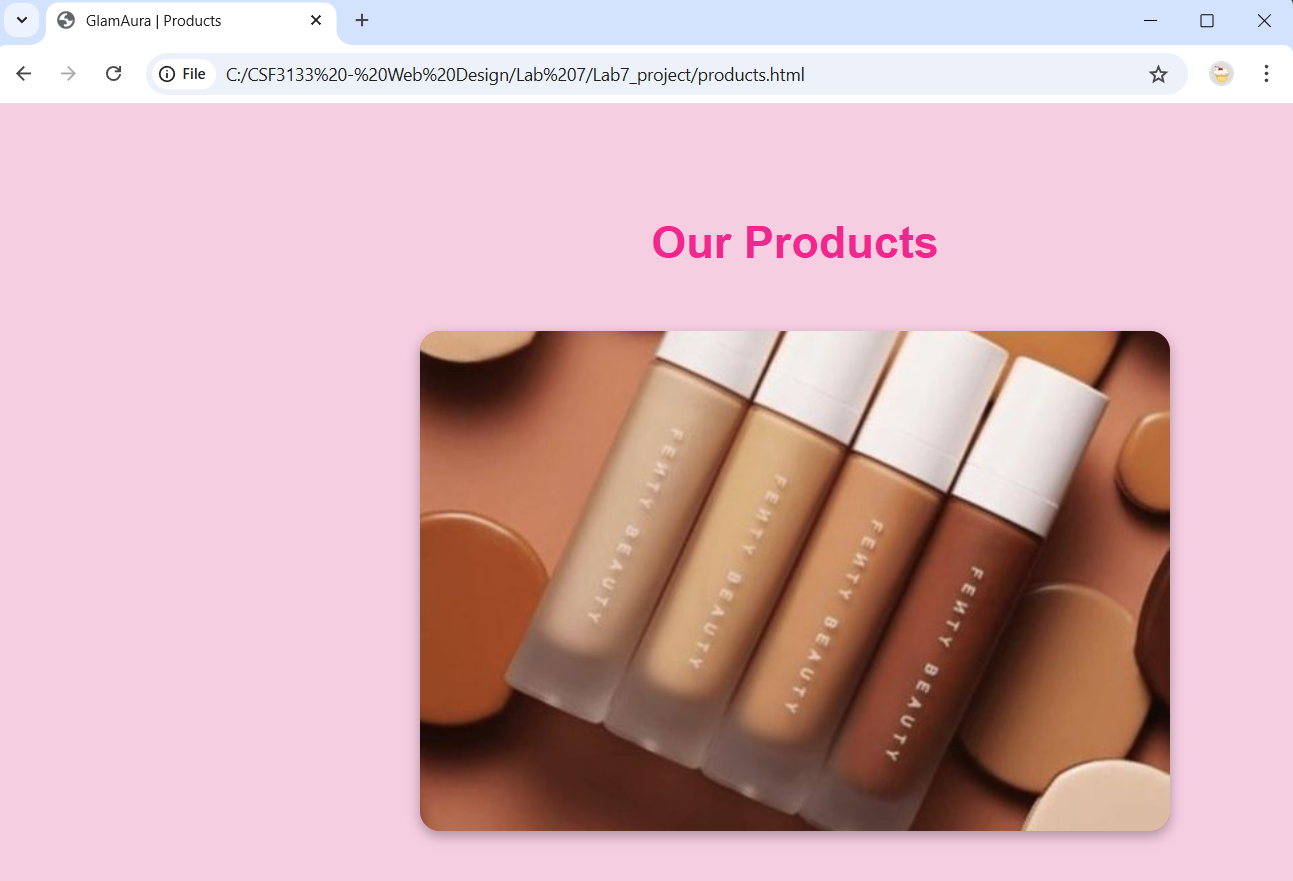 GlamAura | Products
File
C:/CSF3133%20-%20Web%20Design/Lab%207/Lab7_project/products.html
Our Products
FENTY BEAUTY
FENTY BEAUTY
FENTY BEAUTY
FENTY BEAUTY